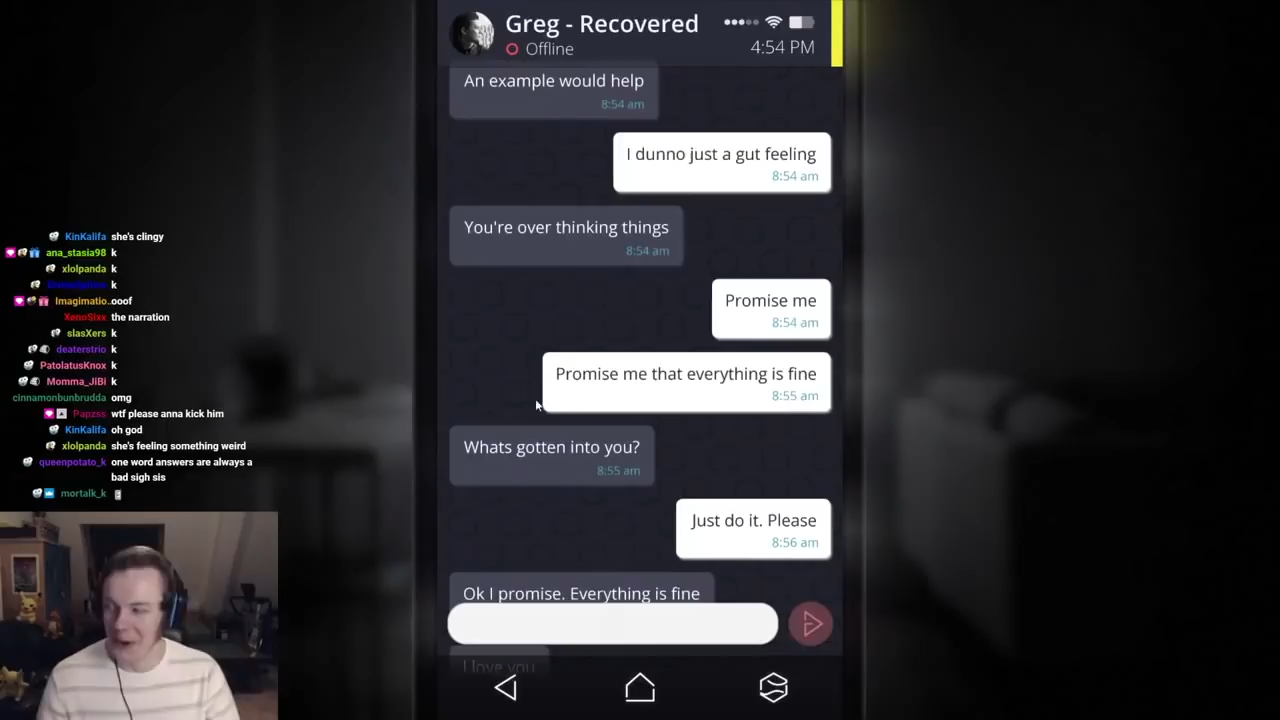 Greg - Recovered
Offline
4:54 PM
An example would help
8:54 am
I dunno just a gut feeling
8:54 am
You're over thinking things
8:54 am
Promise me
8:54 am
Promise me that everything is fine
8:55 am
Whats gotten into you?
8:55 am
Just do it. Please
8:56 am
Ok I promise. Everything is fine
I love you
KinKalifa she's clingy
ana_stasia98 k
xlolpanda k
k
Imaginatio..ooof
XenoSixx the narration
slasXers k
deaterstrio k
PatolatusKnox k
Momma_JiBi k
cinnamonbunbrudda omg
Papzss wtf please anna kick him
KinKalifa oh god
xlolpanda she's feeling something weird
queenpotato_k one word answers are always a
bad sigh sis
mortalk_k